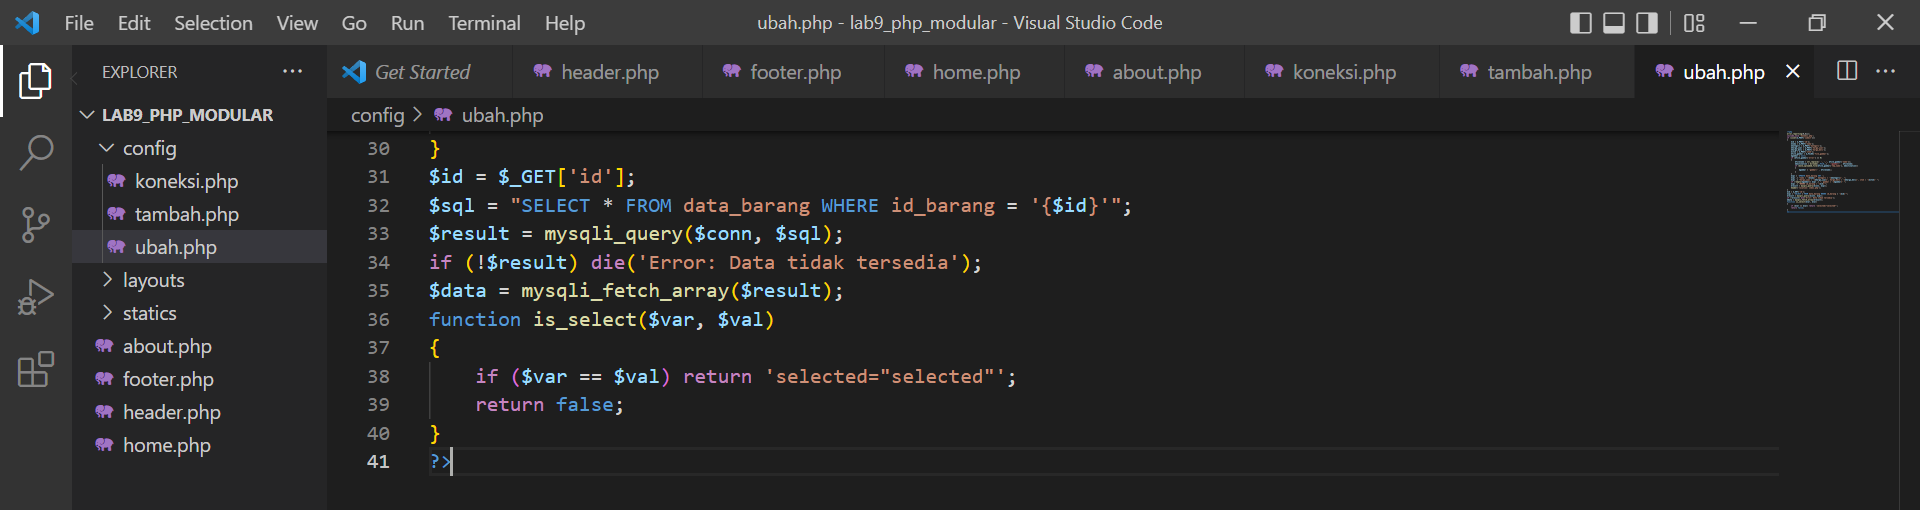 File Edit Selection View Go Run Terminal Help ubah.php - lab9_php_modular - Visual Studio Code
EXPLORER
LAB9_PHP_MODULAR
config
koneksi.php
tambah.php
ubah.php
layouts
statics
about.php
footer.php
header.php
home.php
Get Started header.php footer.php home.php about.php koneksi.php tambah.php ubah.php
config > ubah.php
30 }
31 $id = $_GET['id'];
32 $sql = "SELECT * FROM data_barang WHERE id_barang = '{$id}'";
33 $result = mysqli_query($conn, $sql);
34 if (!$result) die('Error: Data tidak tersedia');
35 $data = mysqli_fetch_array($result);
36 function is_select($var, $val)
37 {
38     if ($var == $val) return 'selected="selected"';
39     return false;
40 }
41 ?>